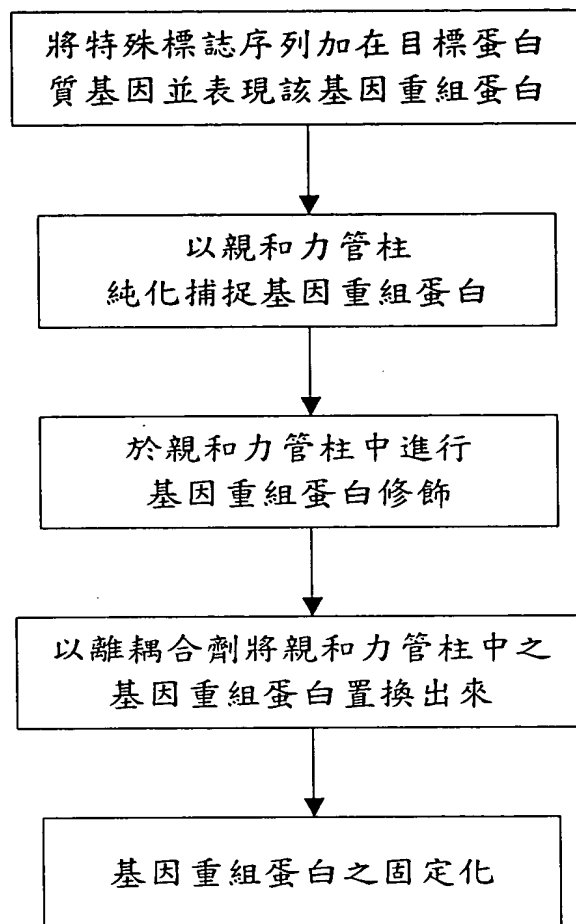 將特殊標誌序列加在目標蛋白
質基因並表現該基因重組蛋白
以親和力管柱
純化捕捉基因重組蛋白
於親和力管柱中進行
基因重組蛋白修飾
以離耦合劑將親和力管柱中之
基因重組蛋白置換出來
基因重組蛋白之固定化